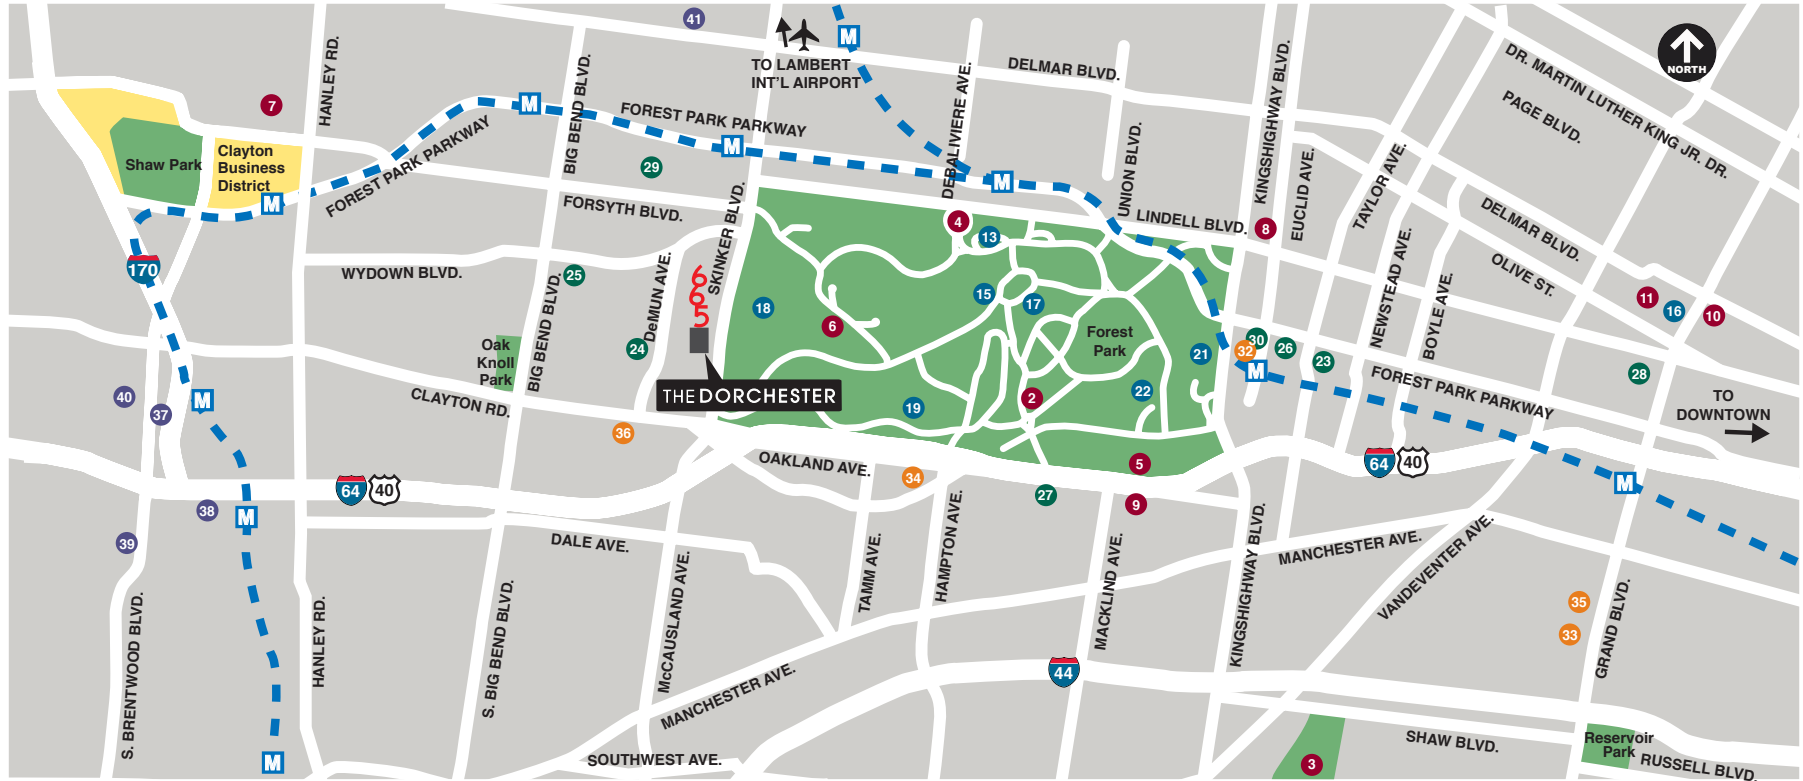 41
M
TO LAMBERT
INT'L AIRPORT
DELMAR BLVD.
NORTH
DR. MARTIN LUTHER KING JR. DR.
PAGE BLVD.
HANLEY RD.
7
M
BIG BEND BLVD.
FOREST PARK PARKWAY
M
DEBALIVIERE AVE.
UNION BLVD.
KINGSHIGHWAY BLVD.
EUCLID AVE.
TAYLOR AVE.
Shaw Park
Clayton
Business
District
M
FOREST PARK PARKWAY
29
FORSYTH BLVD.
SKINKER BLVD.
M
4
13
LINDELL BLVD.
8
DELMAR BLVD.
OLIVE ST.
170
WYDOWN BLVD.
25
DeMUN AVE.
665
18
15
17
6
Forest
Park
NEWSTEAD AVE.
BOYLE AVE.
11
16
10
Oak
Knoll
Park
BIG BEND BLVD.
24
THE DORCHESTER
21
30
32
M
26
23
28
FOREST PARK PARKWAY
TO
DOWNTOWN
40
37
M
CLAYTON RD.
36
19
2
22
64
40
OAKLAND AVE.
34
5
27
9
64
40
M
38
M
39
DALE AVE.
TAMM AVE.
HAMPTON AVE.
MACKLIND AVE.
KINGSHIGHWAY BLVD.
MANCHESTER AVE.
VANDEVENTER AVE.
35
33
GRAND BLVD.
S. BRENTWOOD BLVD.
HANLEY RD.
S. BIG BEND BLVD.
McCAUSLAND AVE.
MANCHESTER AVE.
44
M
SOUTHWEST AVE.
3
SHAW BLVD.
Reservoir
Park
RUSSELL BLVD.